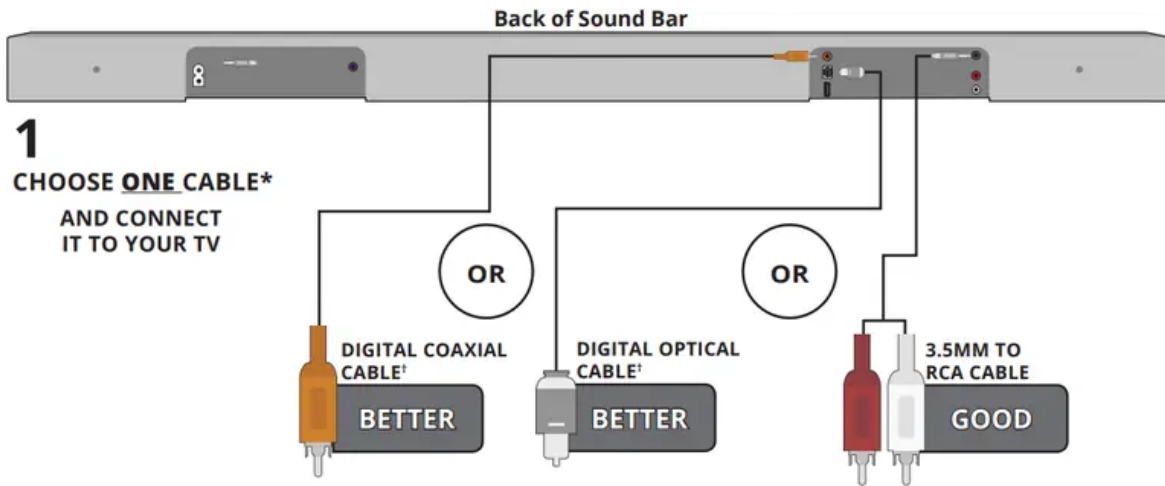 Back of Sound Bar
1
CHOOSE ONE CABLE*
AND CONNECT
IT TO YOUR TV
OR
OR
DIGITAL COAXIAL
CABLE‡
BETTER
DIGITAL OPTICAL
CABLE‡
BETTER
3.5MM TO
RCA CABLE
GOOD